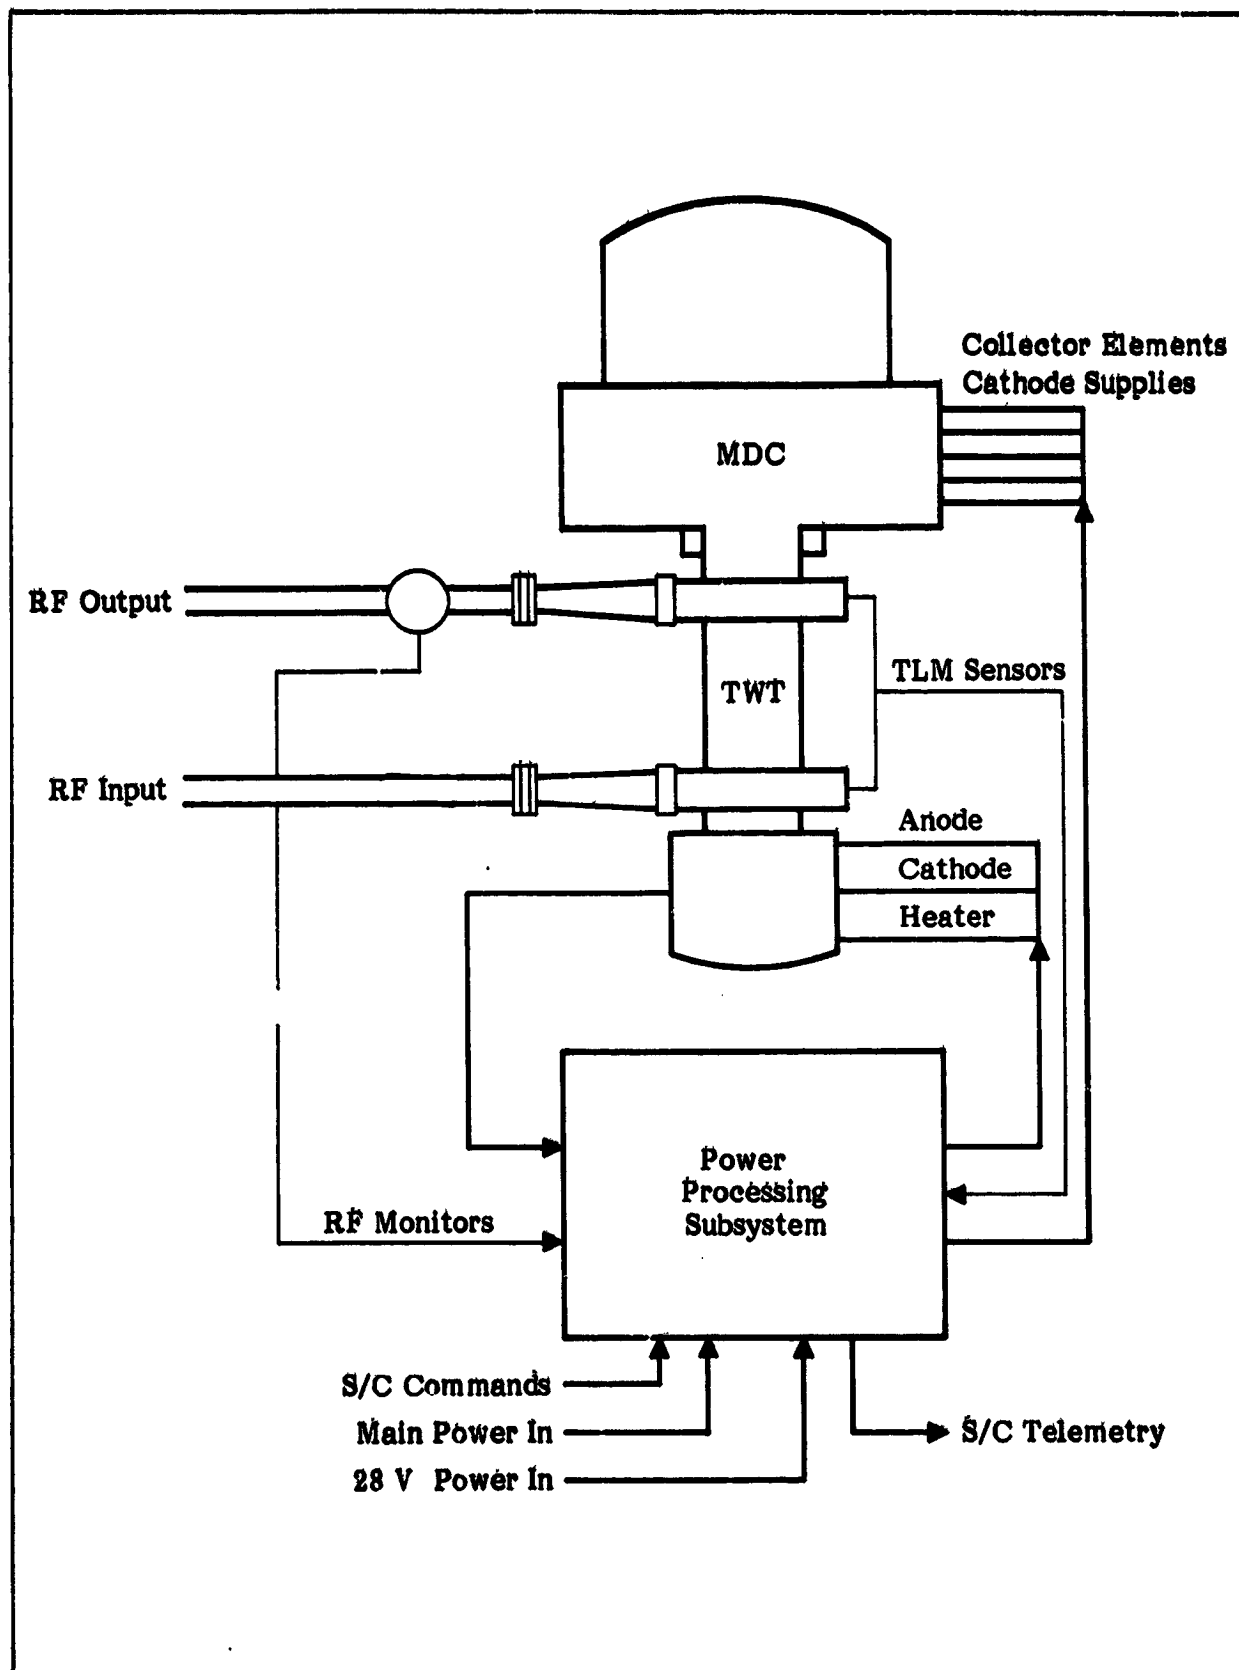 Collector Elements
Cathode Supplies
MDC
RF Output
TLM Sensors
TWT
RF Input
Anode
Cathode
Heater
Power
Processing
Subsystem
RF Monitors
S/C Commands
Main Power In
S/C Telemetry
28 V Power In